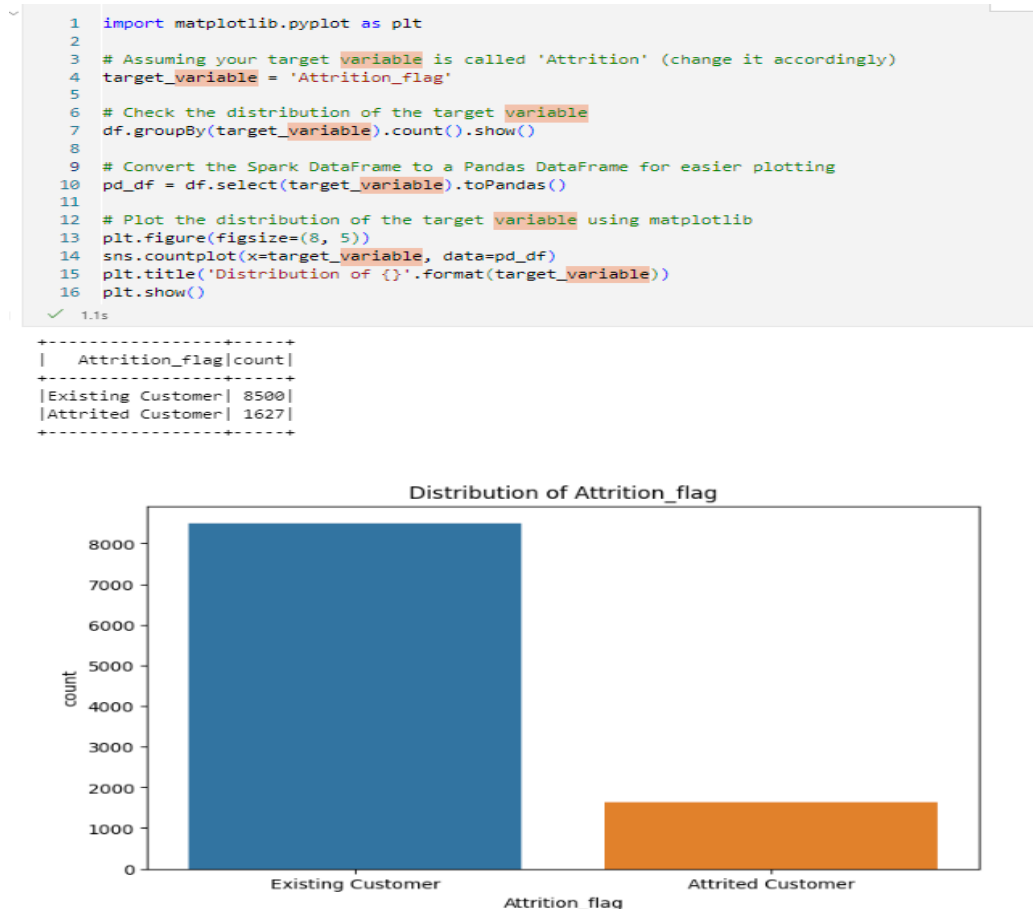 1 import matplotlib.pyplot as plt
2
3 # Assuming your target variable is called 'Attrition' (change it accordingly)
4 target_variable = 'Attrition_flag'
5
6 # Check the distribution of the target variable
7 df.groupBy(target_variable).count().show()
8
9 # Convert the Spark DataFrame to a Pandas DataFrame for easier plotting
10 pd_df = df.select(target_variable).toPandas()
11
12 # Plot the distribution of the target variable using matplotlib
13 plt.figure(figsize=(8, 5))
14 sns.countplot(x=target_variable, data=pd_df)
15 plt.title('Distribution of {}'.format(target_variable))
16 plt.show()
✓ 1.1s
+-----------------+-----+
|   Attrition_flag|count|
+-----------------+-----+
|Existing Customer| 8500|
|Attrited Customer| 1627|
+-----------------+-----+
Distribution of Attrition_flag
8000
7000
6000
5000
4000
3000
2000
1000
0
count
Existing Customer Attrited Customer
Attrition_flag